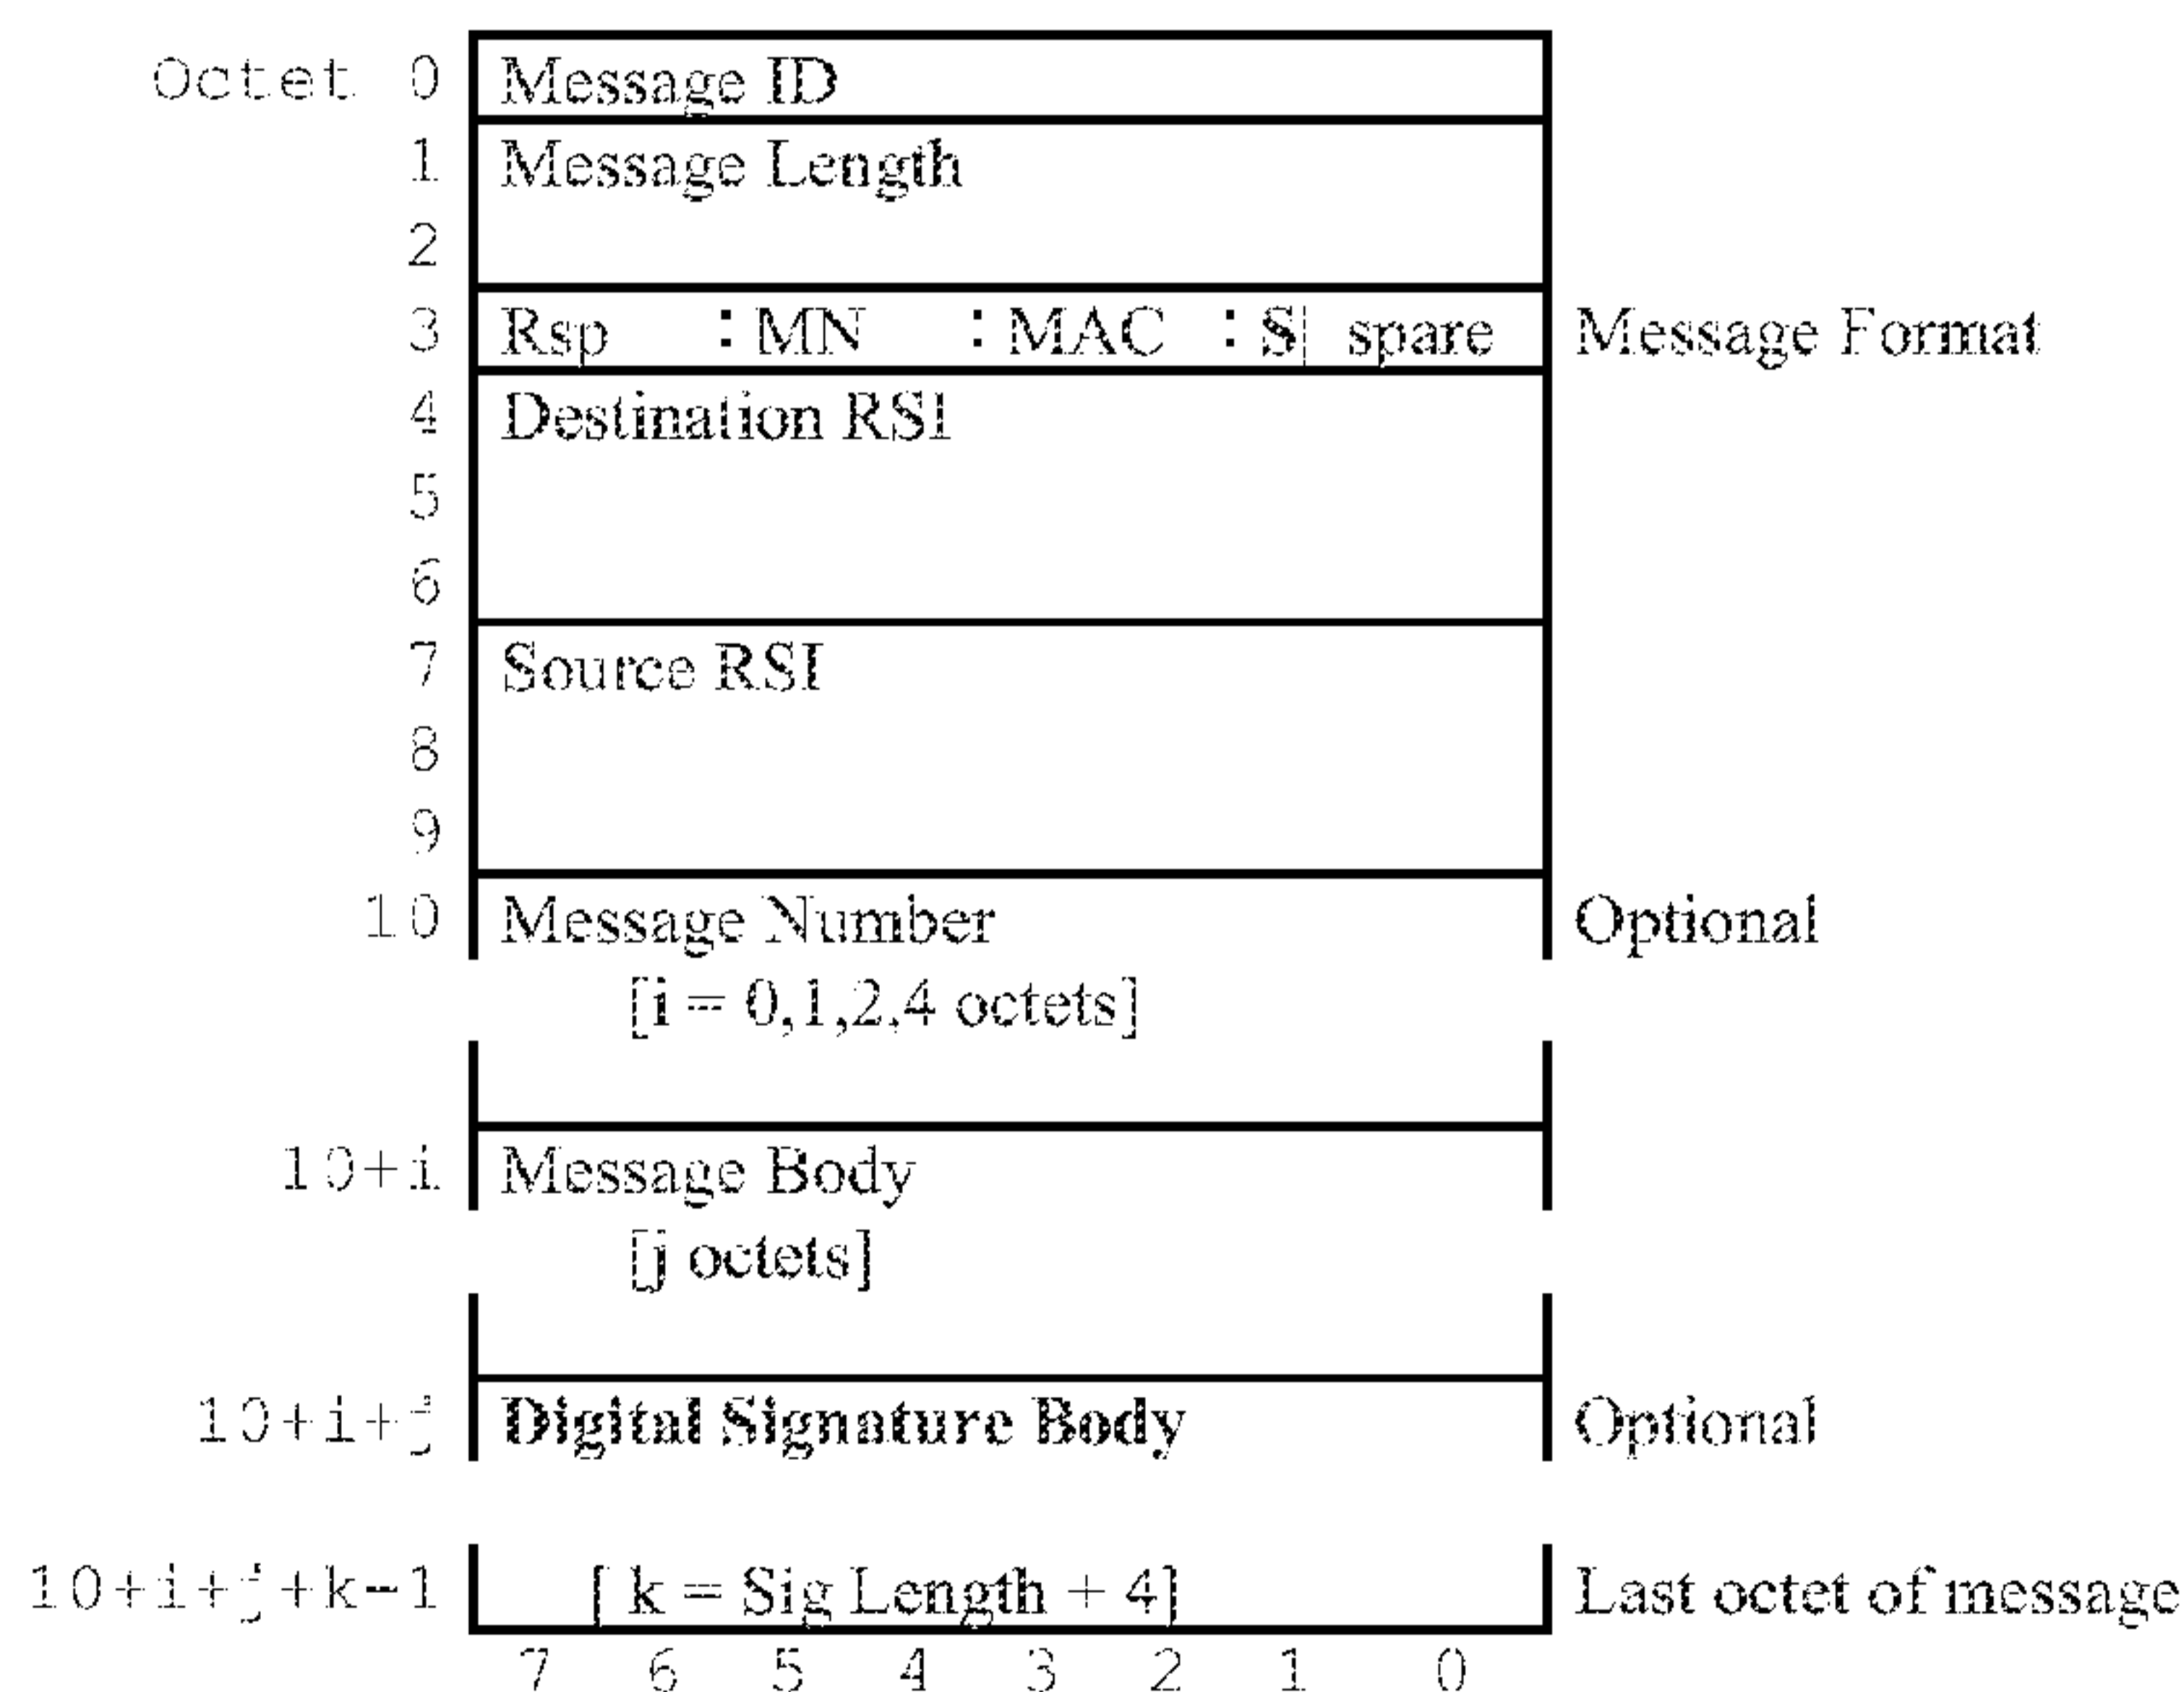 Octet 0 Message ID
1 Message Length
2
3 Rsp : MN : MAC : S| spare Message Format
4 Destination RSI
5
6
7 Source RSI
8
9
10 Message Number Optional
[i = 0,1,2,4 octets]
10+i Message Body
[j octets]
10+i+j Digital Signature Body Optional
10+i+j+k-1 [ k = Sig Length + 4] Last octet of message
7 6 5 4 3 2 1 0